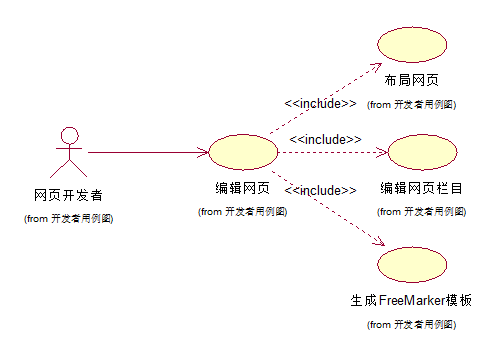 布局网页
(from 开发者用例图)
<<include>>
<<include>>
网页开发者
(from 开发者用例图)
编辑网页
(from 开发者用例图)
编辑网页栏目
(from 开发者用例图)
<<include>>
生成FreeMarker模板
(from 开发者用例图)